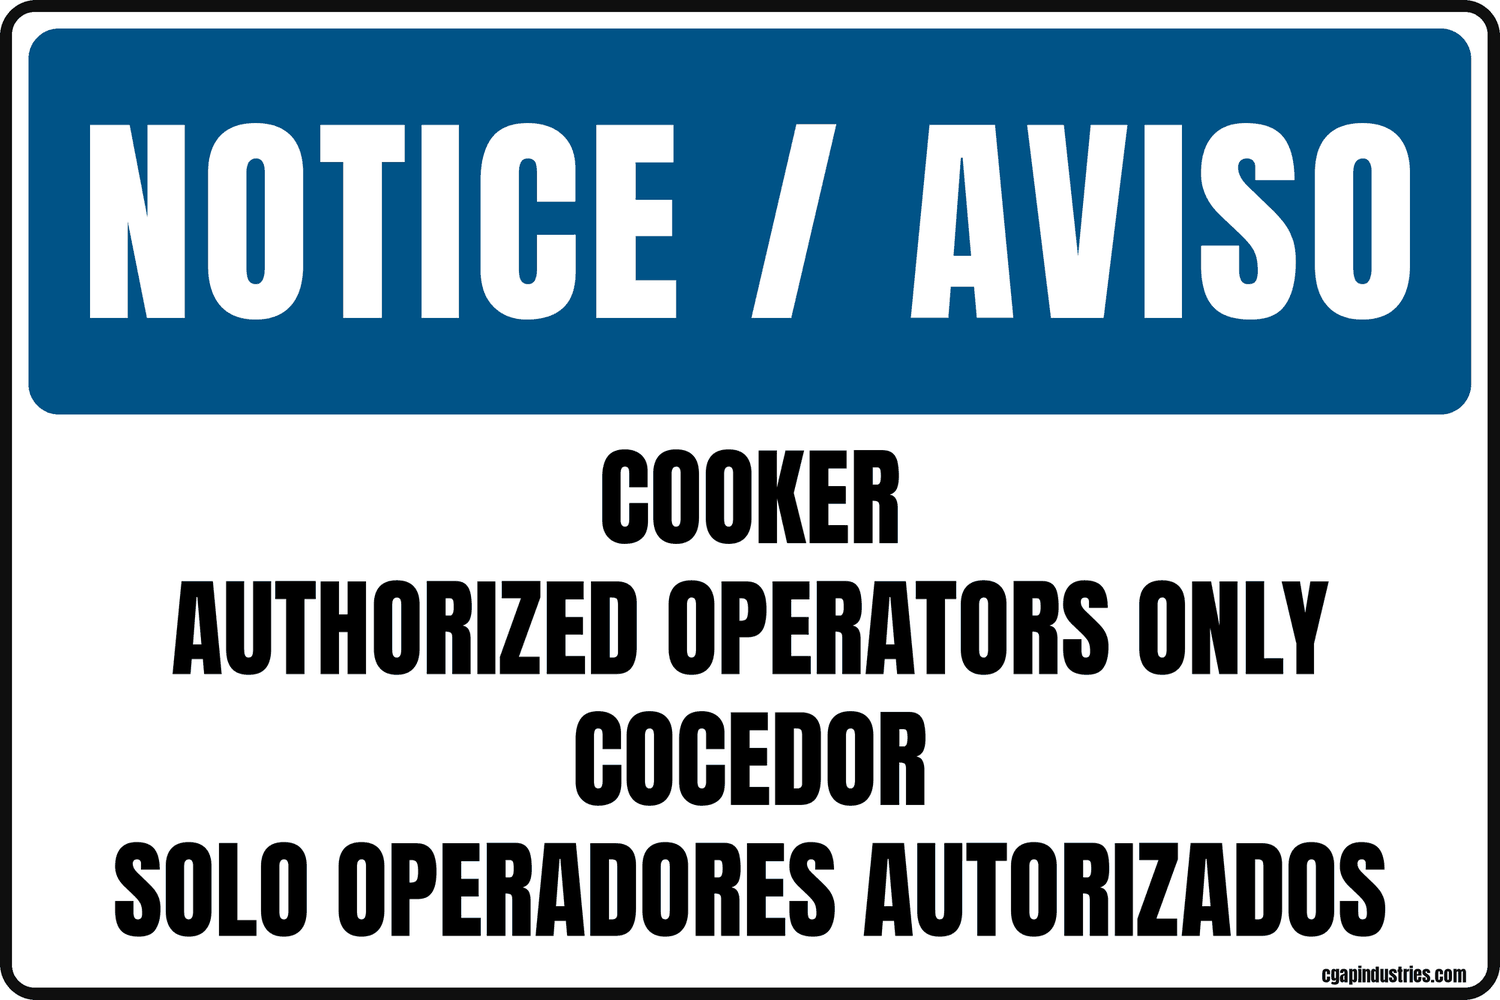 NOTICE / AVISO
COOKER
AUTHORIZED OPERATORS ONLY
COCEDOR
SOLO OPERADORES AUTORIZADOS
cgapindustries.com